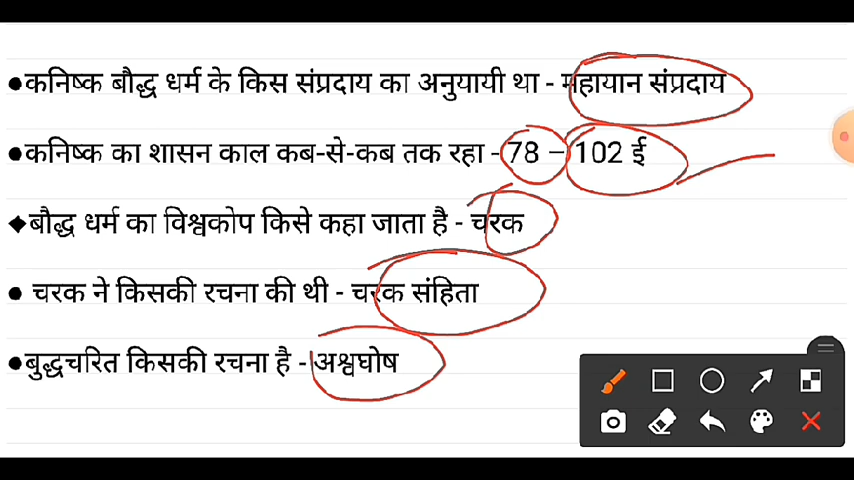 ●कनिष्क बौद्ध धर्म के किस संप्रदाय का अनुयायी था - महायान संप्रदाय
●कनिष्क का शासन काल कब-से-कब तक रहा - 78 – 102 ई
◆बौद्ध धर्म का विश्वकोप किसे कहा जाता है - चरक
● चरक ने किसकी रचना की थी - चरक संहिता
●बुद्धचरित किसकी रचना है - अश्वघोष